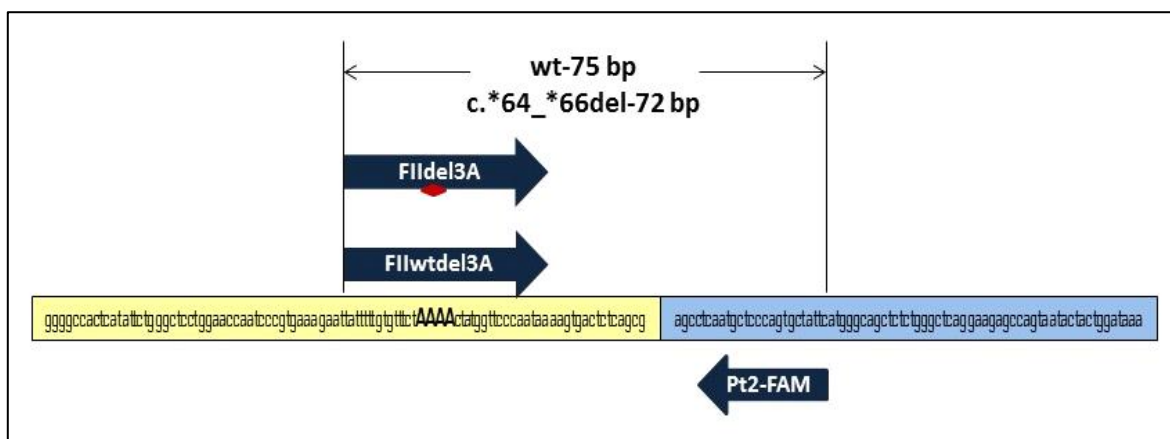 wt-75 bp
c.*64_*66del-72 bp
FIIdel3A
FIIwtdel3A
ggggccactcatattctgggctcctggaaccaatcccgtgaaagaattatttttgtgtttctAAAActatggttcccaataaaagtgactctcagcg agcctcaatgctcccagtgctattcatgggcagctctctgggctcaggaagagccagtaatactactggataaa
Pt2-FAM